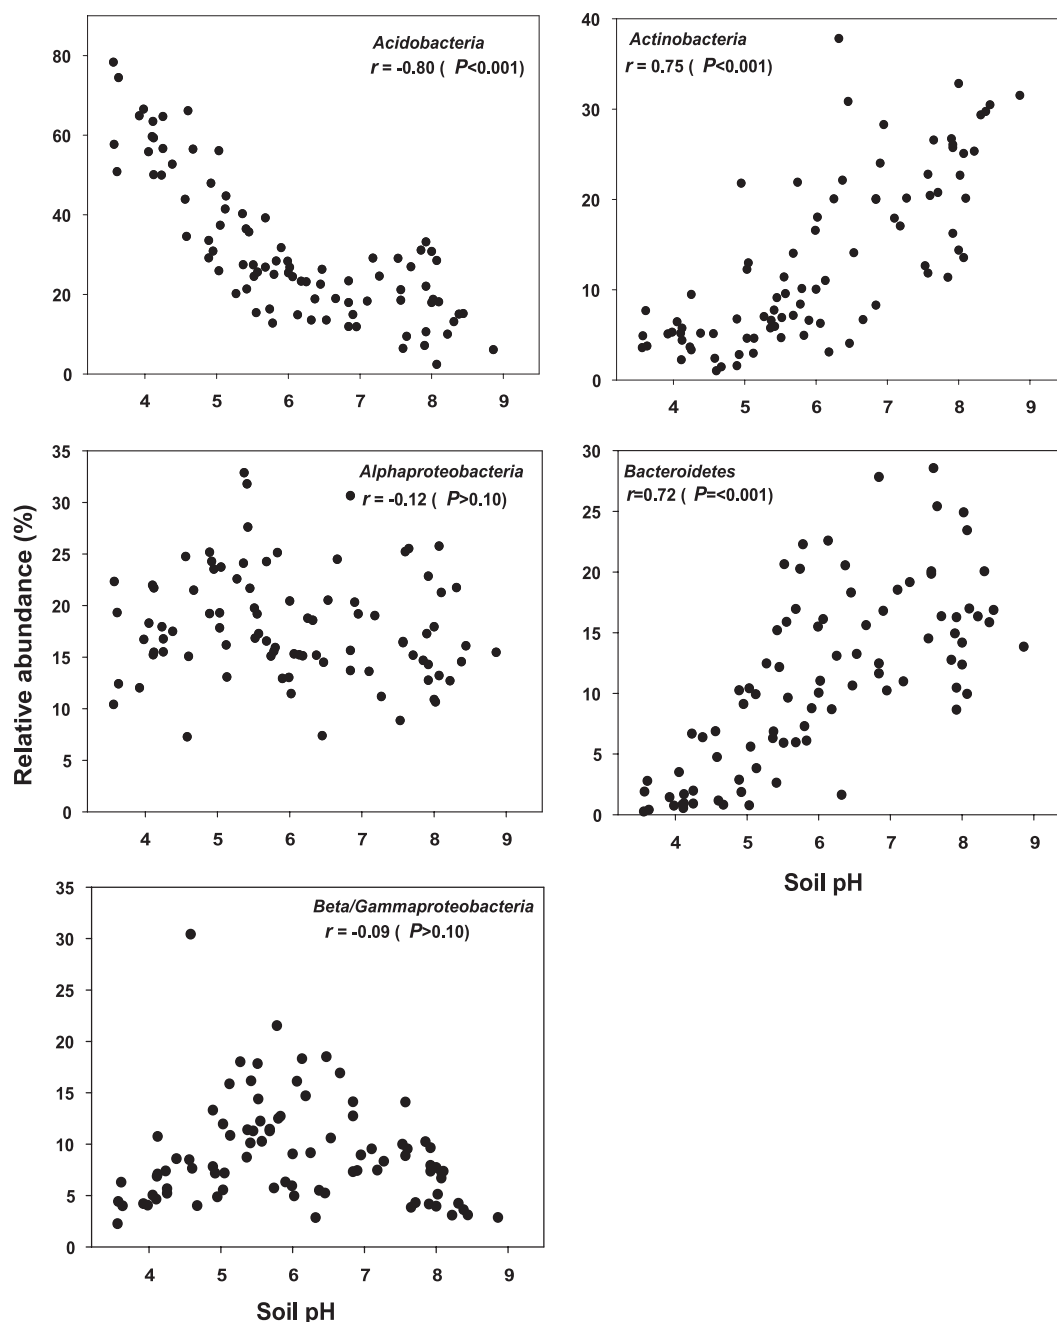 Acidobacteria
r = -0.80 ( P<0.001)
80
60
40
20
0
4 5 6 7 8 9
Actinobacteria
r = 0.75 ( P<0.001)
40
30
20
10
0
4 5 6 7 8 9
Relative abundance (%)
Alphaproteobacteria
r = -0.12 ( P>0.10)
35
30
25
20
15
10
5
0
4 5 6 7 8 9
Bacteroidetes
r=0.72 ( P=<0.001)
30
25
20
15
10
5
0
4 5 6 7 8 9
Soil pH
Beta/Gammaproteobacteria
r = -0.09 ( P>0.10)
35
30
25
20
15
10
5
0
4 5 6 7 8 9
Soil pH